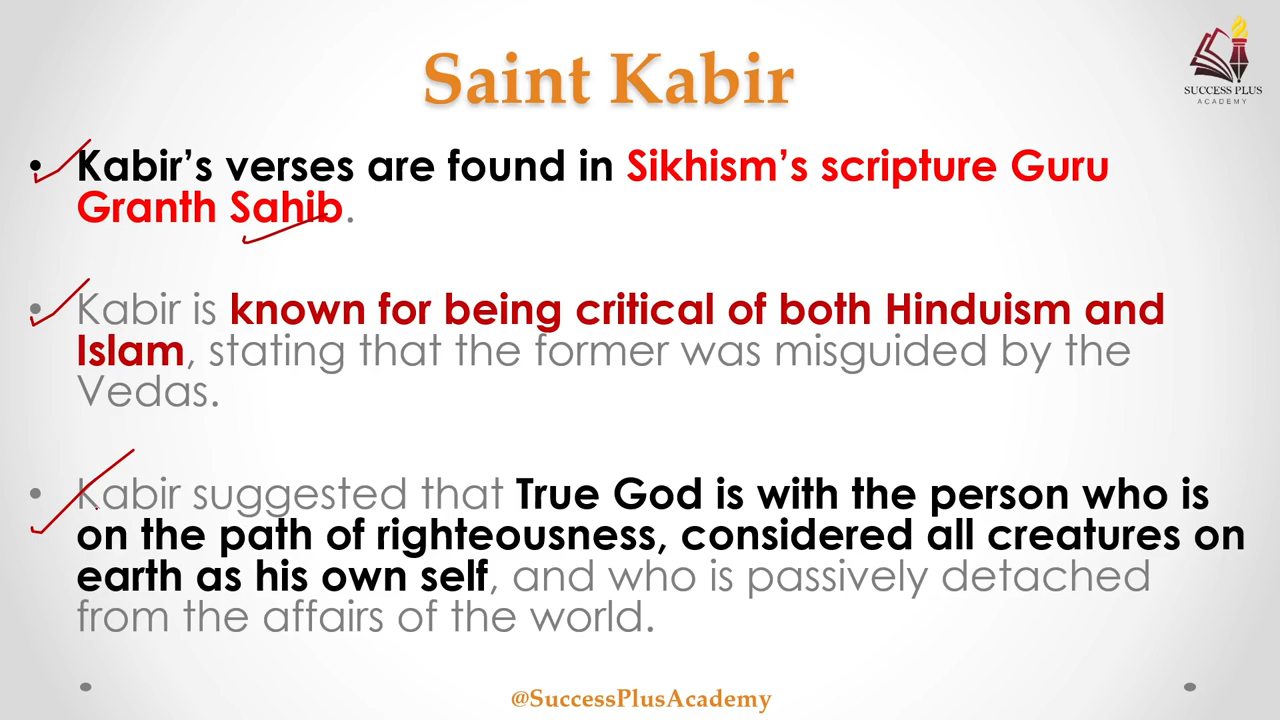 Saint Kabir
SUCCESS PLUS
ACADEMY
• Kabir’s verses are found in Sikhism’s scripture Guru
Granth Sahib.
• Kabir is known for being critical of both Hinduism and
Islam, stating that the former was misguided by the
Vedas.
• Kabir suggested that True God is with the person who is
on the path of righteousness, considered all creatures on
earth as his own self, and who is passively detached
from the affairs of the world.
@SuccessPlusAcademy